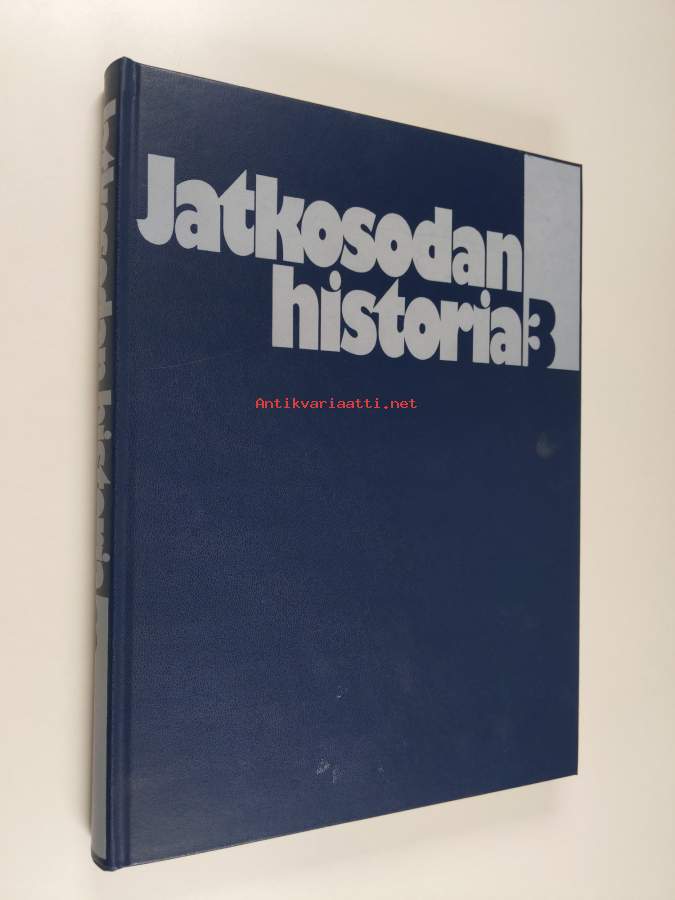 Jatkosodan
historia 3
Antikvariaatti.net
Jatkosodan historia